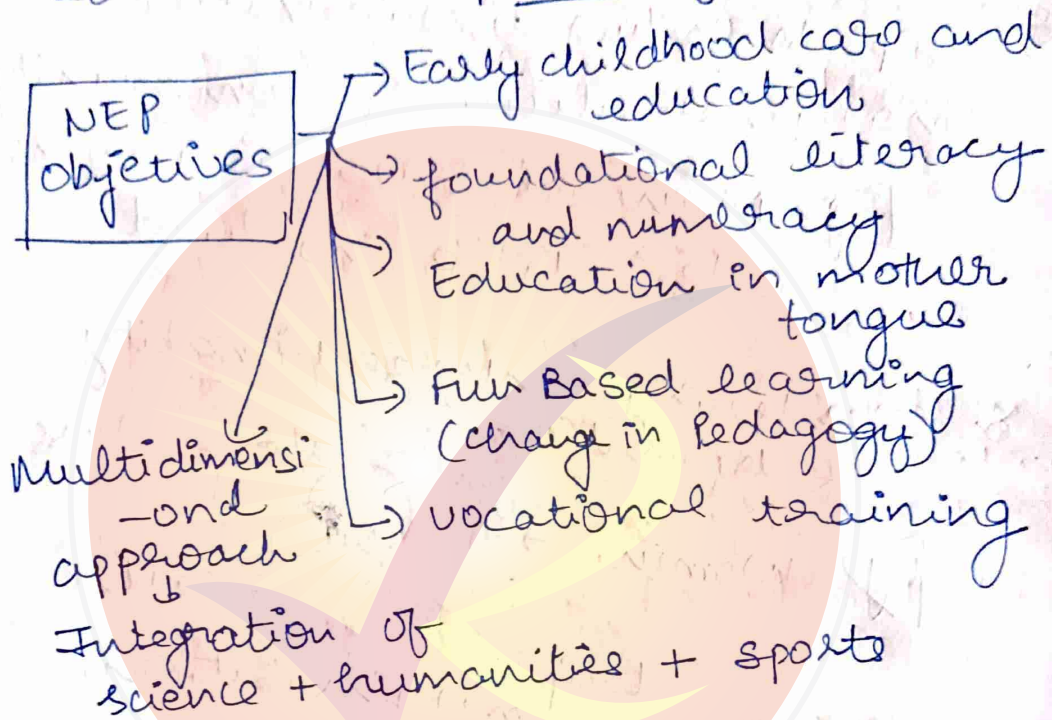 NEP
Objetives
Early childhood care and
education
foundational literacy
and numeracy
Education in mother
tongue
Fun Based learning
(change in Pedagogy)
vocational training
Multidimensi
-onal
approach
Integration of
science + humanities + sports